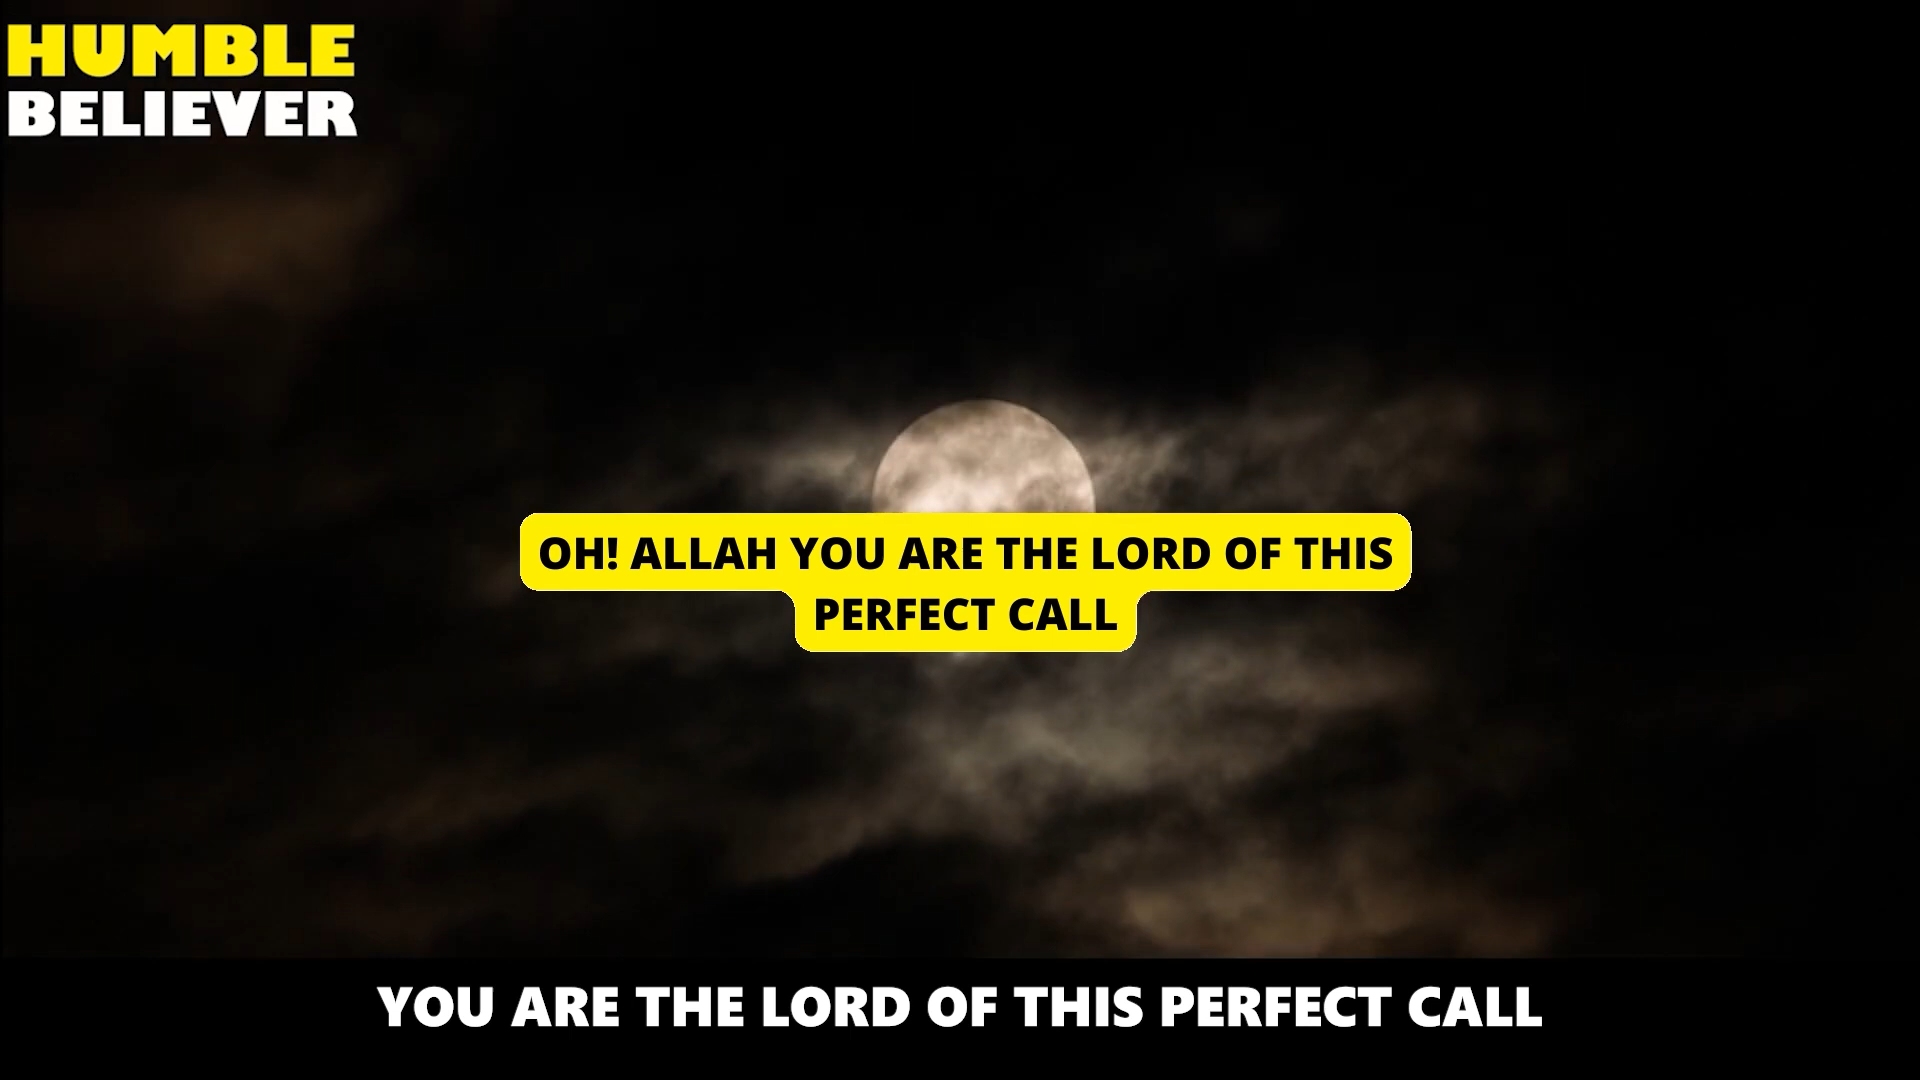 HUMBLE
BELIEVER
OH! ALLAH YOU ARE THE LORD OF THIS
PERFECT CALL
YOU ARE THE LORD OF THIS PERFECT CALL